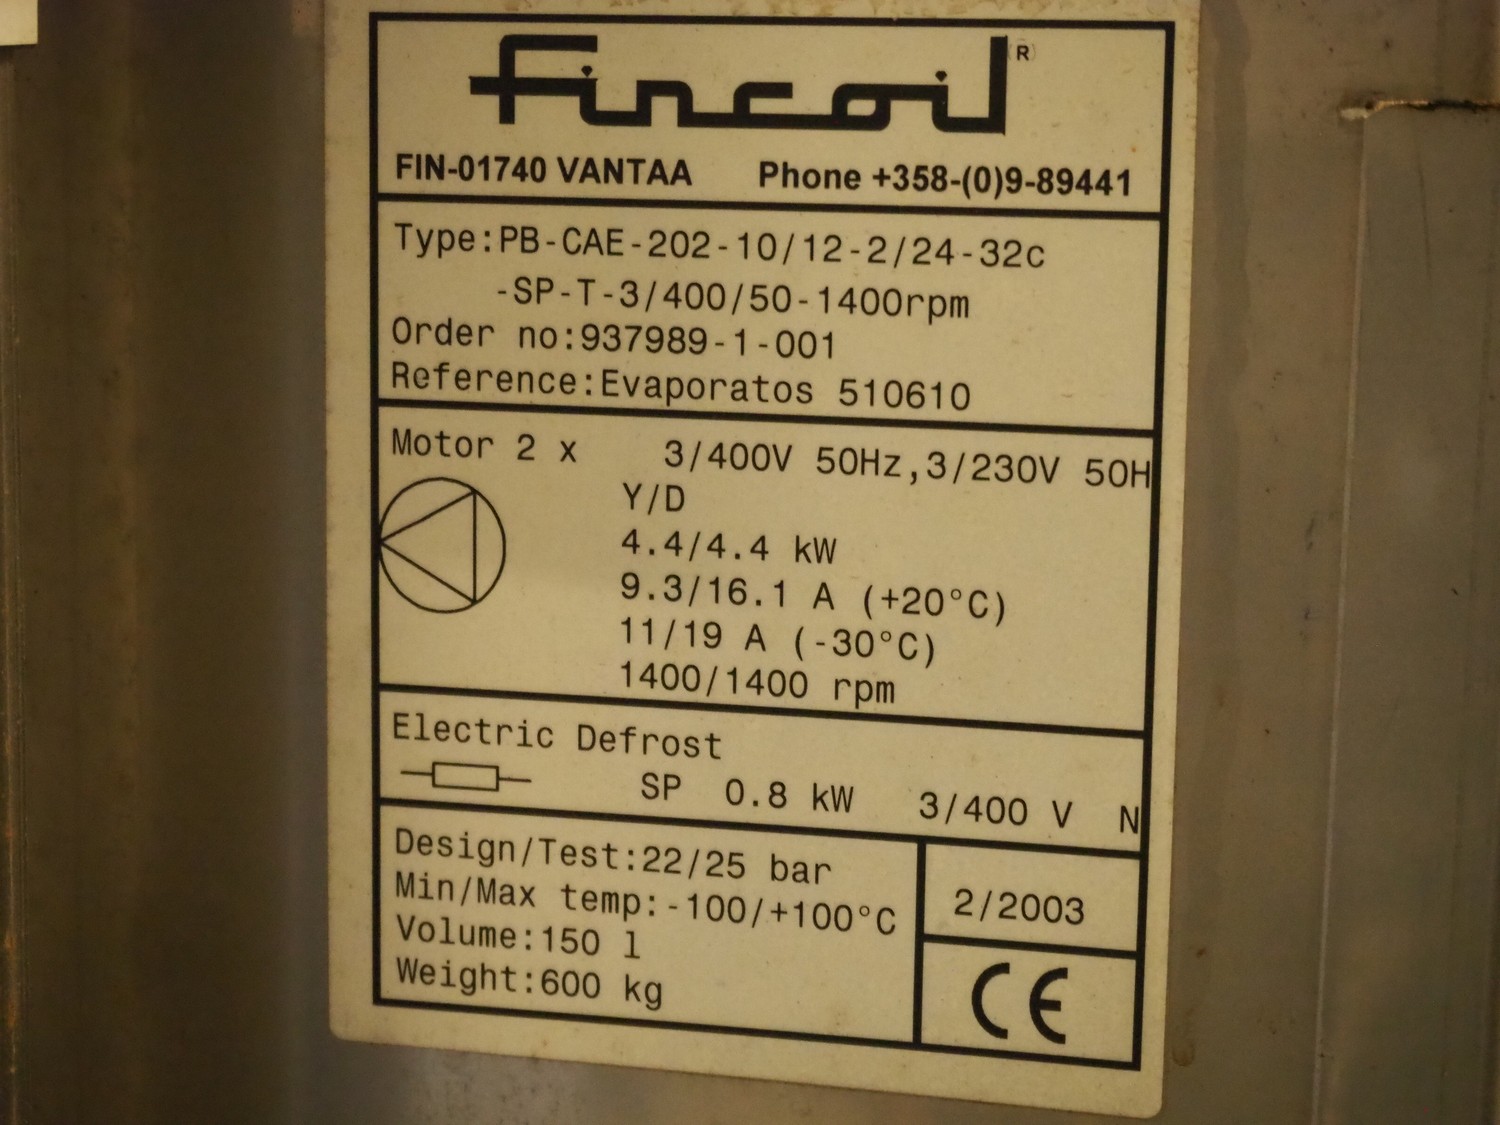 fincoil®
FIN-01740 VANTAA Phone +358-(0)9-89441
Type:PB-CAE-202-10/12-2/24-32c
-SP-T-3/400/50-1400rpm
Order no:937989-1-001
Reference:Evaporatos 510610
Motor 2 x 3/400V 50Hz,3/230V 50H
Y/D
4.4/4.4 kW
9.3/16.1 A (+20°C)
11/19 A (-30°C)
1400/1400 rpm
Electric Defrost
SP 0.8 kW 3/400 V N
Design/Test:22/25 bar
Min/Max temp:-100/+100°C
Volume:150 l
Weight:600 kg
2/2003
CE